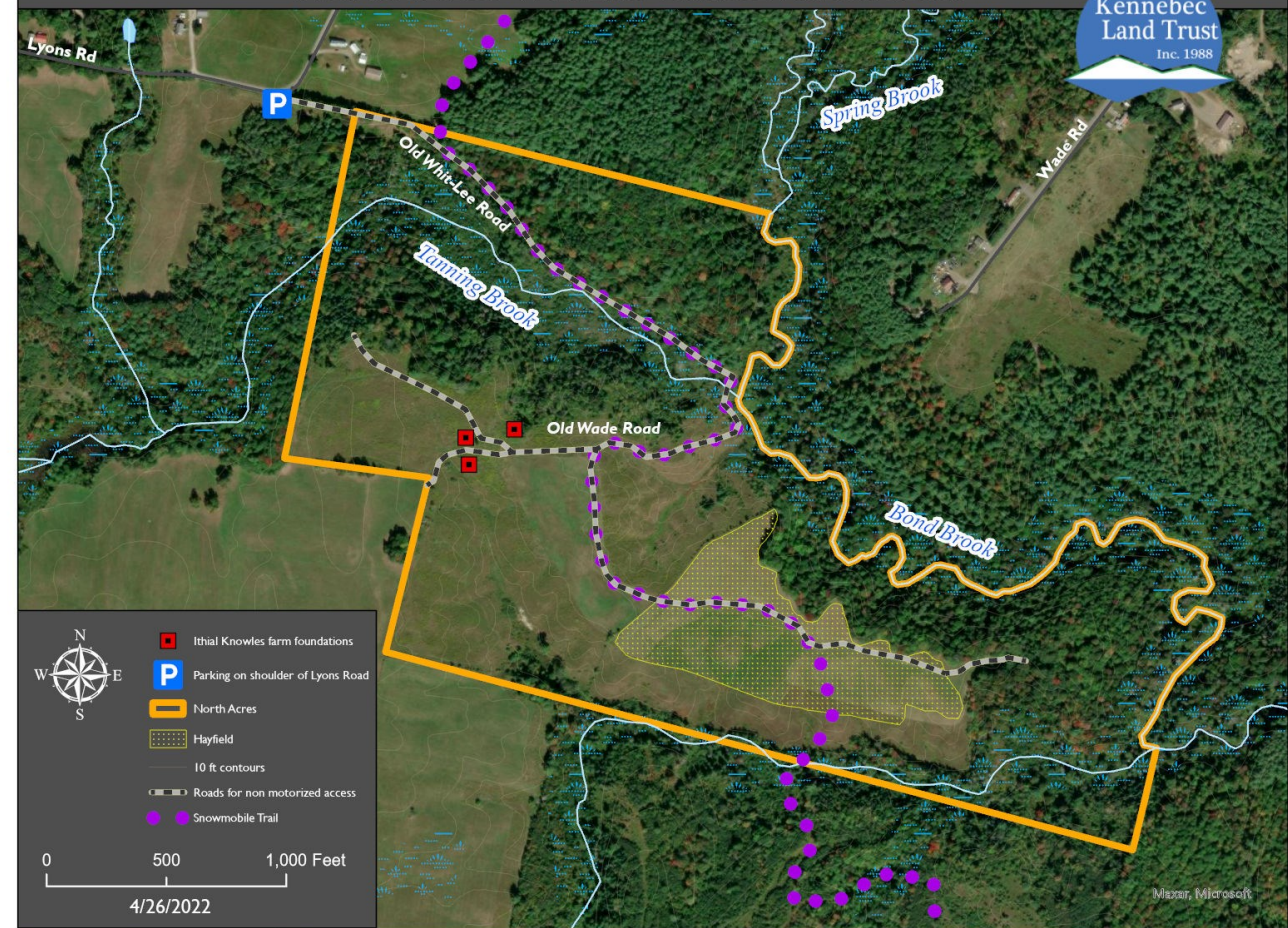 Kennebec
Land Trust
Inc. 1988
Lyons Rd
P
Old Whit-Lee Road
Spring Brook
Wade Rd
Tanning Brook
Old Wade Road
Bond Brook
N
W E
S
Ithial Knowles farm foundations
P Parking on shoulder of Lyons Road
North Acres
Hayfield
10 ft contours
Roads for non motorized access
Snowmobile Trail
0 500 1,000 Feet
4/26/2022
Maxar, Microsoft